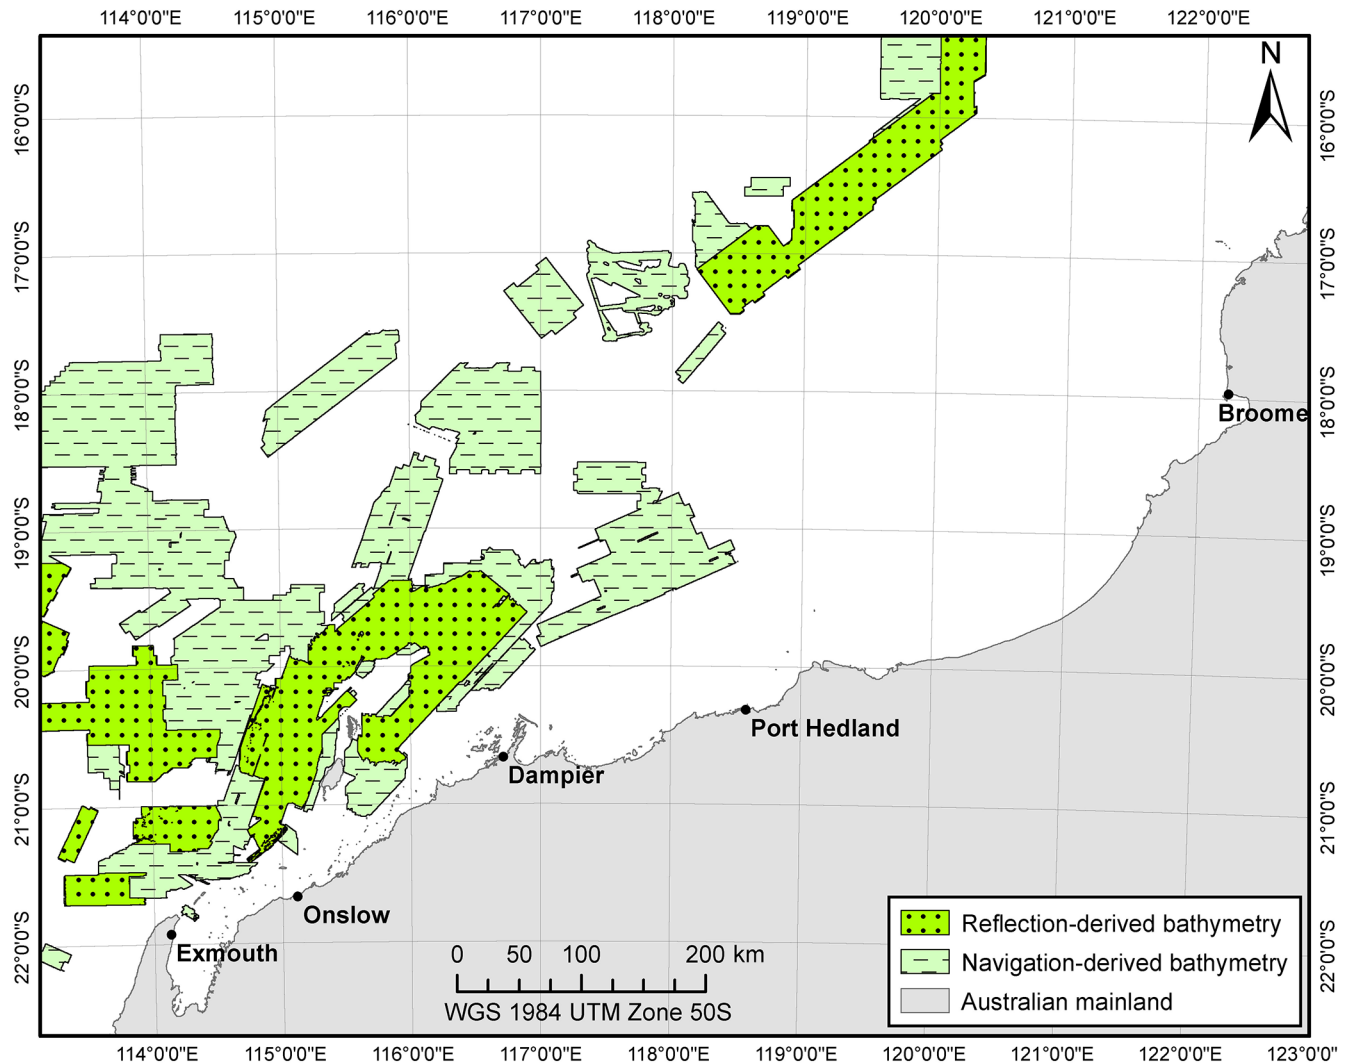 114°0'0"E 115°0'0"E 116°0'0"E 117°0'0"E 118°0'0"E 119°0'0"E 120°0'0"E 121°0'0"E 122°0'0"E
N
16°0'0"S 16°0'0"S
17°0'0"S 17°0'0"S
18°0'0"S 18°0'0"S
Broome
19°0'0"S 19°0'0"S
20°0'0"S 20°0'0"S
Port Hedland
Dampier
21°0'0"S 21°0'0"S
Onslow
Exmouth
22°0'0"S 22°0'0"S
0 50 100 200 km
WGS 1984 UTM Zone 50S
Reflection-derived bathymetry
Navigation-derived bathymetry
Australian mainland
114°0'0"E 115°0'0"E 116°0'0"E 117°0'0"E 118°0'0"E 119°0'0"E 120°0'0"E 121°0'0"E 122°0'0"E 123°0'0"